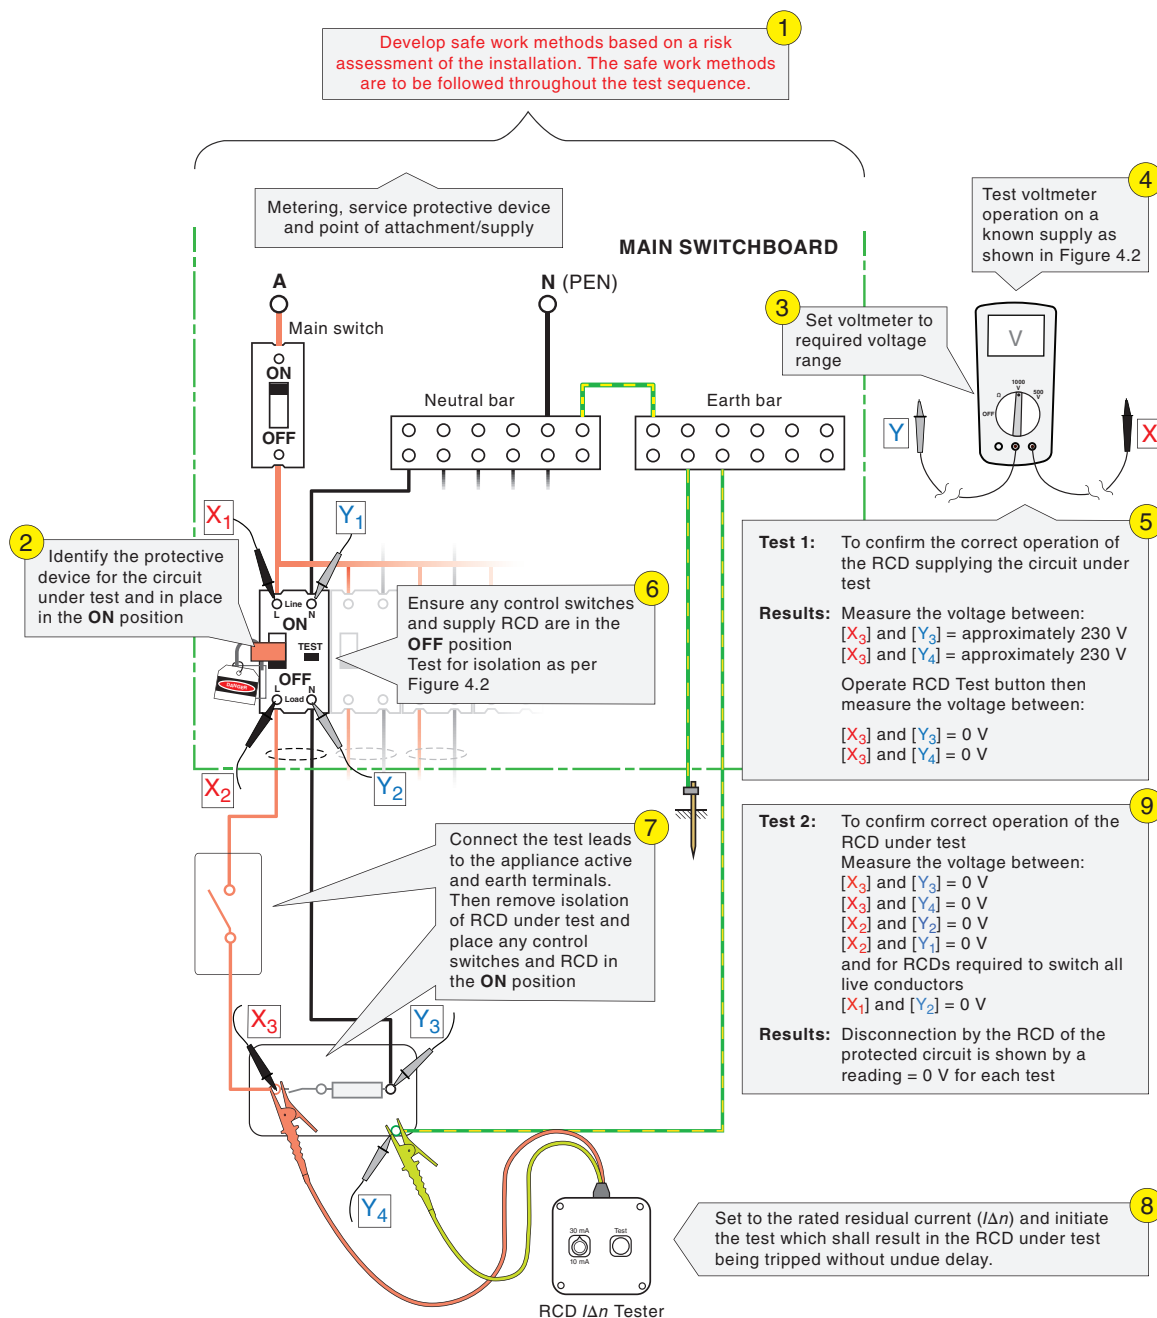 1
Develop safe work methods based on a risk
assessment of the installation. The safe work methods
are to be followed throughout the test sequence.
Metering, service protective device
and point of attachment/supply
MAIN SWITCHBOARD
4
Test voltmeter
operation on a
known supply as
shown in Figure 4.2
3
Set voltmeter to
required voltage
range
V
1000
V
500
V
Ω
OFF
Y
X
A
N (PEN)
Main switch
ON
OFF
Neutral bar
Earth bar
X1
Y1
2
Identify the protective
device for the circuit
under test and in place
in the ON position
Line
L
N
ON
TEST
OFF
L
N
Load
DANGER
6
Ensure any control switches
and supply RCD are in the
OFF position
Test for isolation as per
Figure 4.2
X2
Y2
5
Test 1: To confirm the correct operation of
the RCD supplying the circuit under
test
Results: Measure the voltage between:
[X3] and [Y3] = approximately 230 V
[X3] and [Y4] = approximately 230 V
Operate RCD Test button then
measure the voltage between:
[X3] and [Y3] = 0 V
[X3] and [Y4] = 0 V
7
Connect the test leads
to the appliance active
and earth terminals.
Then remove isolation
of RCD under test and
place any control
switches and RCD in
the ON position
9
Test 2: To confirm correct operation of the
RCD under test
Measure the voltage between:
[X3] and [Y3] = 0 V
[X3] and [Y4] = 0 V
[X2] and [Y2] = 0 V
[X2] and [Y1] = 0 V
and for RCDs required to switch all
live conductors
[X1] and [Y2] = 0 V
Results: Disconnection by the RCD of the
protected circuit is shown by a
reading = 0 V for each test
X3
Y3
Y4
30 mA
10 mA
Test
RCD IΔn Tester
8
Set to the rated residual current (IΔn) and initiate
the test which shall result in the RCD under test
being tripped without undue delay.